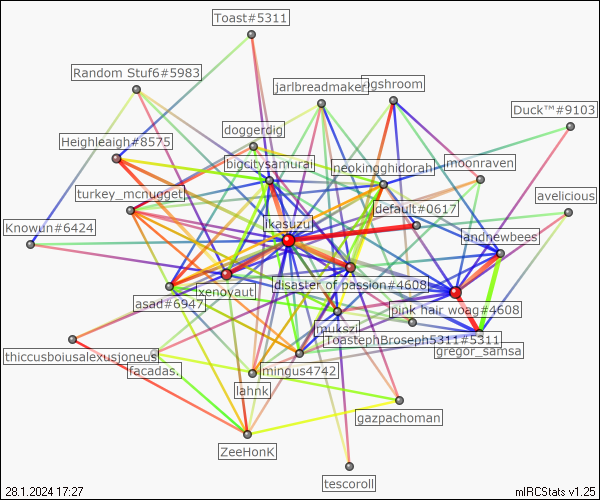 Toast#5311
Random Stuf6#5983
jarlbreadmaker
ogshroom
Duck™#9103
doggerdig
Heighleaigh#8575
bigcitysamurai
neokingghidorah
moonraven
turkey_mcnugget
avelicious
default#0617
Knowun#6424
ikasuzu
andnewbees
xenoyaut
disaster of passion#4608
asad#6947
pink hair woag#4608
mukszi
ToastephBroseph5311#5311
gregor_samsa
thiccusboiusalexusjoneus
facadas.
mingus4742
lahnk
gazpachoman
ZeeHonK
tescoroll
28.1.2024 17:27
mIRCStats v1.25